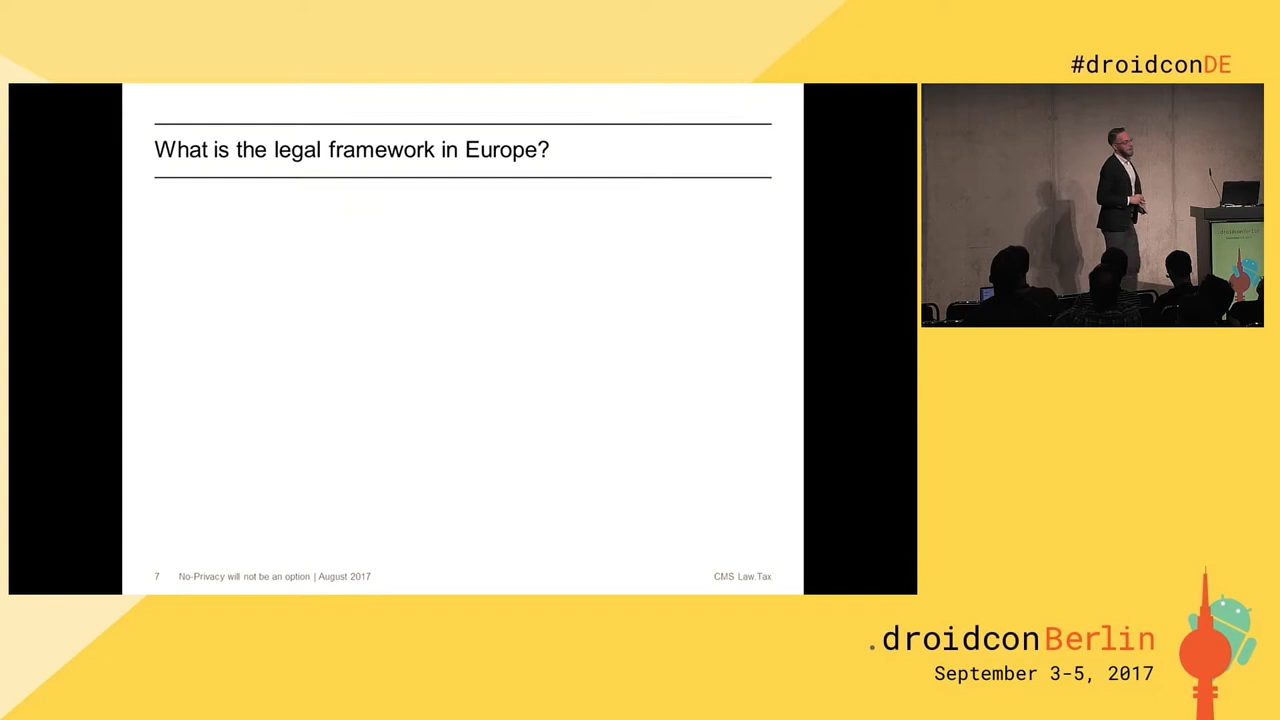 #droidconDE
What is the legal framework in Europe?
7 No-Privacy will not be an option | August 2017 CMS Law.Tax
.droidconBerlin
September 3-5, 2017